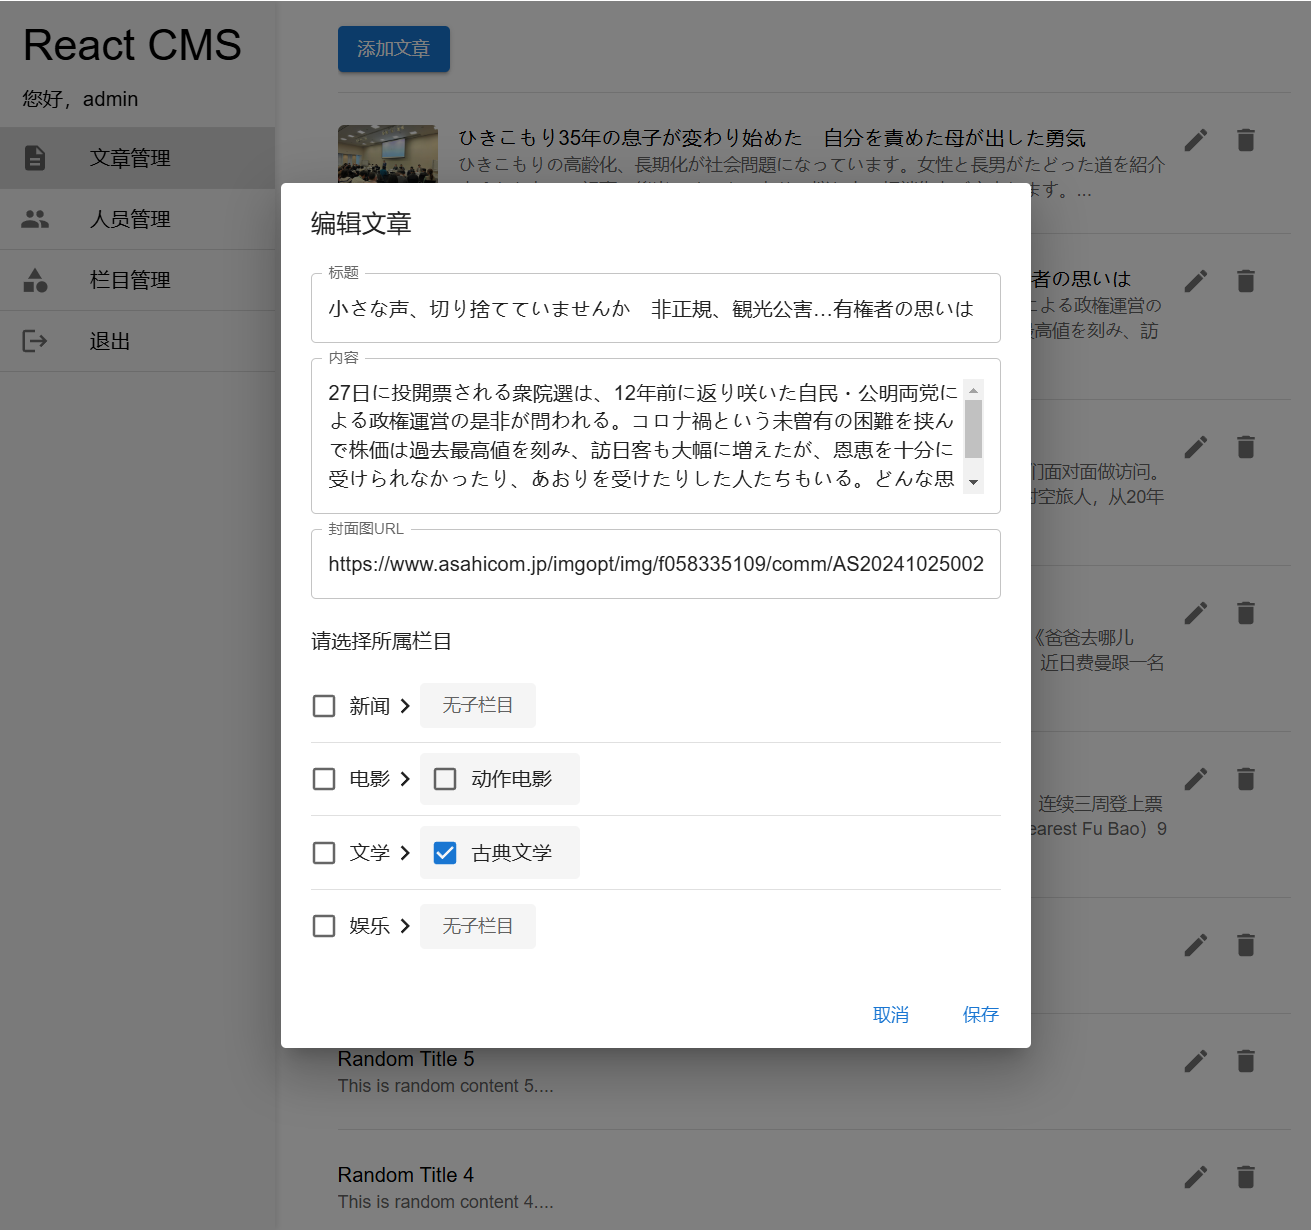 React CMS
您好，admin
文章管理
人员管理
栏目管理
退出
添加文章
ひきこもり35年の息子が変わり始めた　自分を責めた母が出した勇気
ひきこもりの高齢化、長期化が社会問題になっています。女性と長男がたどった道を紹介
ます。...
者の思いは
よる政権運営の
最高値を刻み、訪
们面对面做访问。
时空旅人，从20年
《爸爸去哪儿
近日费曼跟一名
连续三周登上票
earest Fu Bao）9
编辑文章
标题
小さな声、切り捨てていませんか　非正規、観光公害…有権者の思いは
内容
27日に投開票される衆院選は、12年前に返り咲いた自民・公明両党に
よる政権運営の是非が問われる。コロナ禍という未曽有の困難を挟ん
で株価は過去最高値を刻み、訪日客も大幅に増えたが、恩恵を十分に
受けられなかったり、あおりを受けたりした人たちもいる。どんな思
封面图URL
https://www.asahicom.jp/imgopt/img/f058335109/comm/AS20241025002
请选择所属栏目
新闻 无子栏目
电影 动作电影
文学 古典文学
娱乐 无子栏目
取消 保存
Random Title 5
This is random content 5....
Random Title 4
This is random content 4....